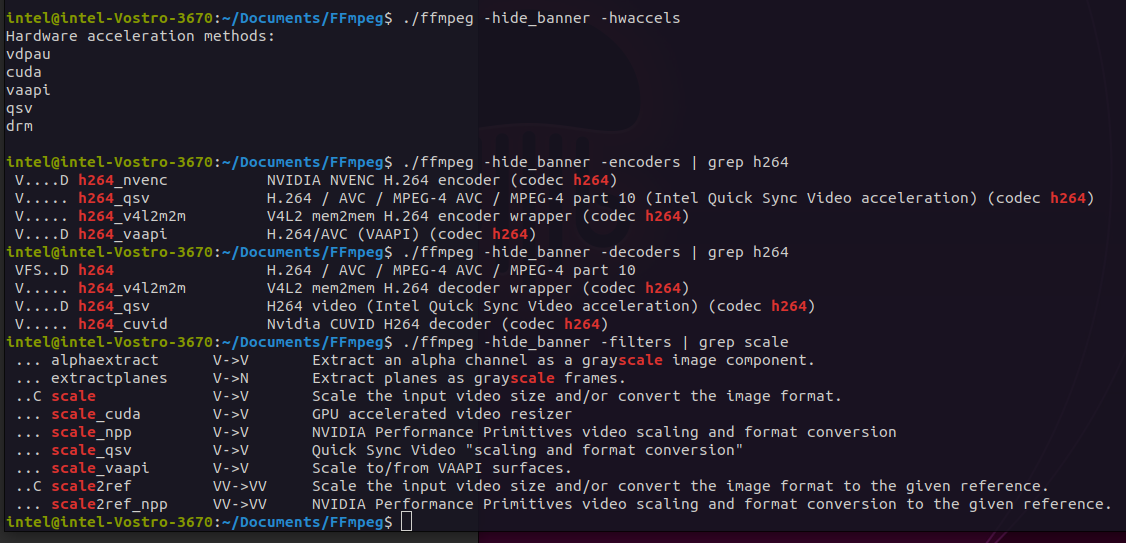 intel@intel-Vostro-3670:~/Documents/FFmpeg$ ./ffmpeg -hide_banner -hwaccels
Hardware acceleration methods:
vdpau
cuda
vaapi
qsv
drm
intel@intel-Vostro-3670:~/Documents/FFmpeg$ ./ffmpeg -hide_banner -encoders | grep h264
 V....D h264_nvenc           NVIDIA NVENC H.264 encoder (codec h264)
 V..... h264_qsv             H.264 / AVC / MPEG-4 AVC / MPEG-4 part 10 (Intel Quick Sync Video acceleration) (codec h264)
 V..... h264_v4l2m2m         V4L2 mem2mem H.264 encoder wrapper (codec h264)
 V....D h264_vaapi           H.264/AVC (VAAPI) (codec h264)
intel@intel-Vostro-3670:~/Documents/FFmpeg$ ./ffmpeg -hide_banner -decoders | grep h264
 VFS..D h264                 H.264 / AVC / MPEG-4 AVC / MPEG-4 part 10
 V..... h264_v4l2m2m         V4L2 mem2mem H.264 decoder wrapper (codec h264)
 V....D h264_qsv             H264 video (Intel Quick Sync Video acceleration) (codec h264)
 V..... h264_cuvid           Nvidia CUVID H264 decoder (codec h264)
intel@intel-Vostro-3670:~/Documents/FFmpeg$ ./ffmpeg -hide_banner -filters | grep scale
 ... alphaextract      V->V       Extract an alpha channel as a grayscale image component.
 ... extractplanes     V->N       Extract planes as grayscale frames.
 ..C scale             V->V       Scale the input video size and/or convert the image format.
 ... scale_cuda        V->V       GPU accelerated video resizer
 ... scale_npp         V->V       NVIDIA Performance Primitives video scaling and format conversion
 ... scale_qsv         V->V       Quick Sync Video "scaling and format conversion"
 ... scale_vaapi       V->V       Scale to/from VAAPI surfaces.
 ..C scale2ref         VV->VV     Scale the input video size and/or convert the image format to the given reference.
 ... scale2ref_npp     VV->VV     NVIDIA Performance Primitives video scaling and format conversion to the given reference.
intel@intel-Vostro-3670:~/Documents/FFmpeg$